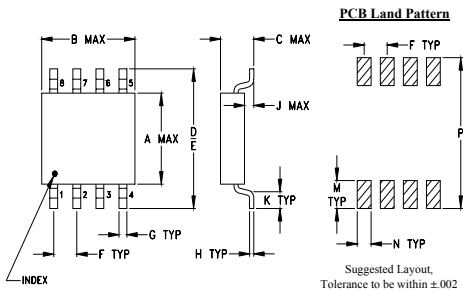 PCB Land Pattern
B MAX
C MAX
F TYP
8
7
6
5
J MAX
A MAX
D
E
P
1
2
3
4
K TYP
M
TYP
G TYP
F TYP
H TYP
N TYP
INDEX
Suggested Layout,
Tolerance to be within ±.002